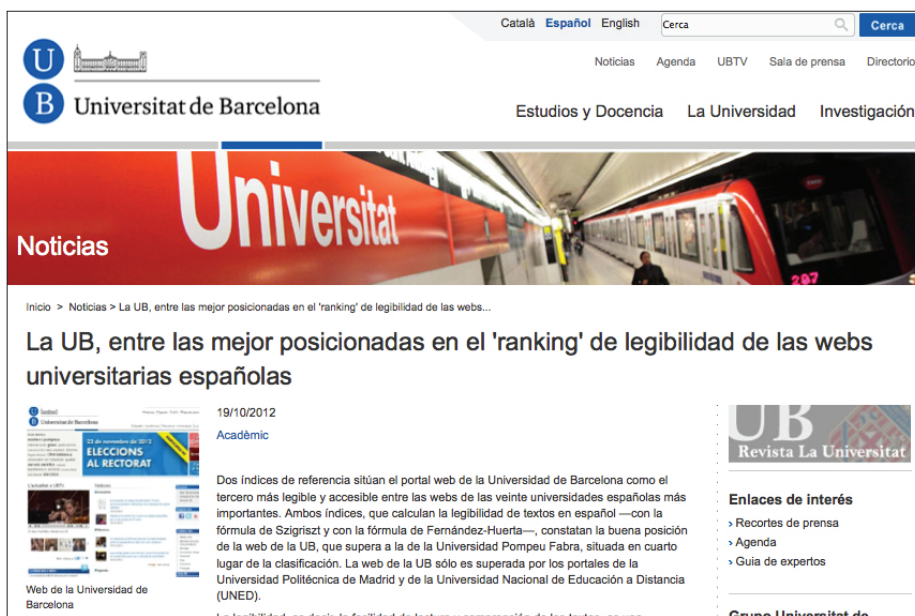 Català Español English Cerca Cerca
Noticias Agenda UBTV Sala de prensa Directorio
U
B Universitat de Barcelona
Estudios y Docencia La Universidad Investigación
Universitat
207
Noticias
Inicio > Noticias > La UB, entre las mejor posicionadas en el 'ranking' de legibilidad de las webs...
La UB, entre las mejor posicionadas en el 'ranking' de legibilidad de las webs
universitarias españolas
Universitat de Barcelona
23 de noviembre de 2012
ELECCIONS
AL RECTORAT
Web de la Universidad de
Barcelona
19/10/2012
Acadèmic
Dos índices de referencia sitúan el portal web de la Universidad de Barcelona como el
tercero más legible y accesible entre las webs de las veinte universidades españolas más
importantes. Ambos índices, que calculan la legibilidad de textos en español —con la
fórmula de Szigriszt y con la fórmula de Fernández-Huerta—, constatan la buena posición
de la web de la UB, que supera a la de la Universidad Pompeu Fabra, situada en cuarto
lugar de la clasificación. La web de la UB sólo es superada por los portales de la
Universidad Politécnica de Madrid y de la Universidad Nacional de Educación a Distancia
(UNED).
UB
Revista La Universitat
Enlaces de interés
› Recortes de prensa
› Agenda
› Guia de expertos
Grupo Universitat de